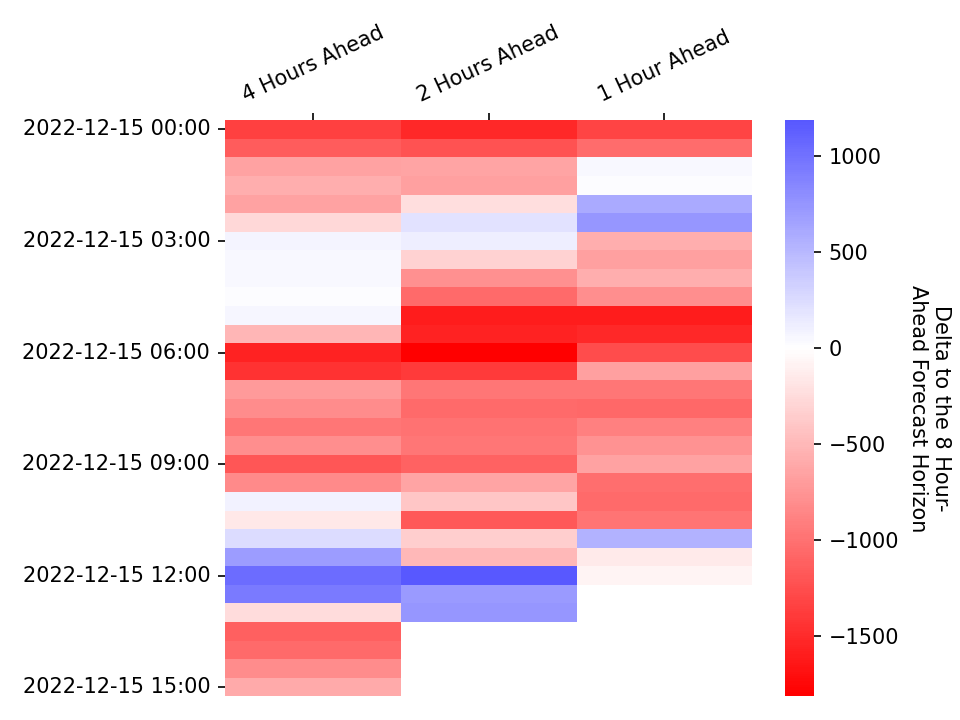 4 Hours Ahead
2 Hours Ahead
1 Hour Ahead
2022-12-15 00:00
2022-12-15 03:00
2022-12-15 06:00
2022-12-15 09:00
2022-12-15 12:00
2022-12-15 15:00
1000
500
0
−500
−1000
−1500
Delta to the 8 Hour-
Ahead Forecast Horizon